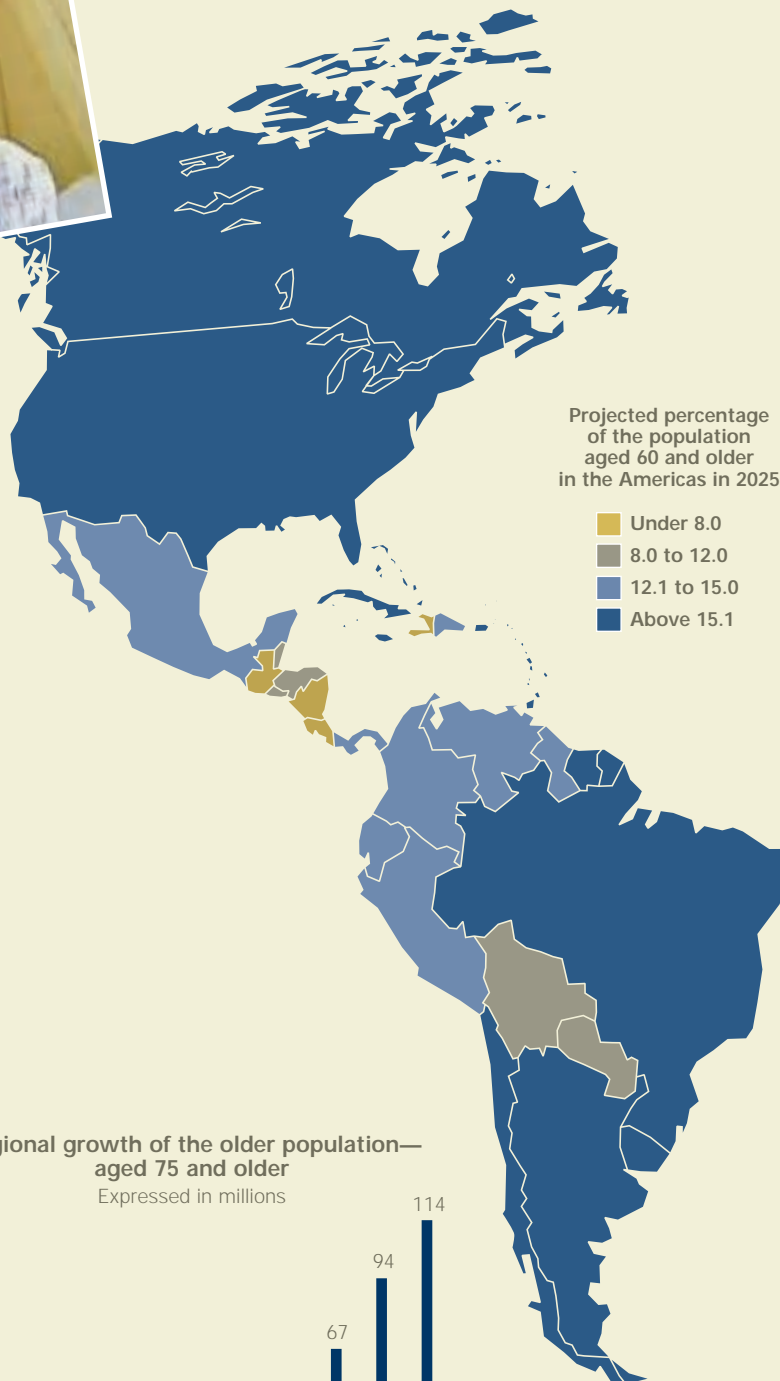 Projected percentage
of the population
aged 60 and older
in the Americas in 2025
Under 8.0
8.0 to 12.0
12.1 to 15.0
Above 15.1
growth of the older population—
aged 75 and older
Expressed in millions
114
94
67